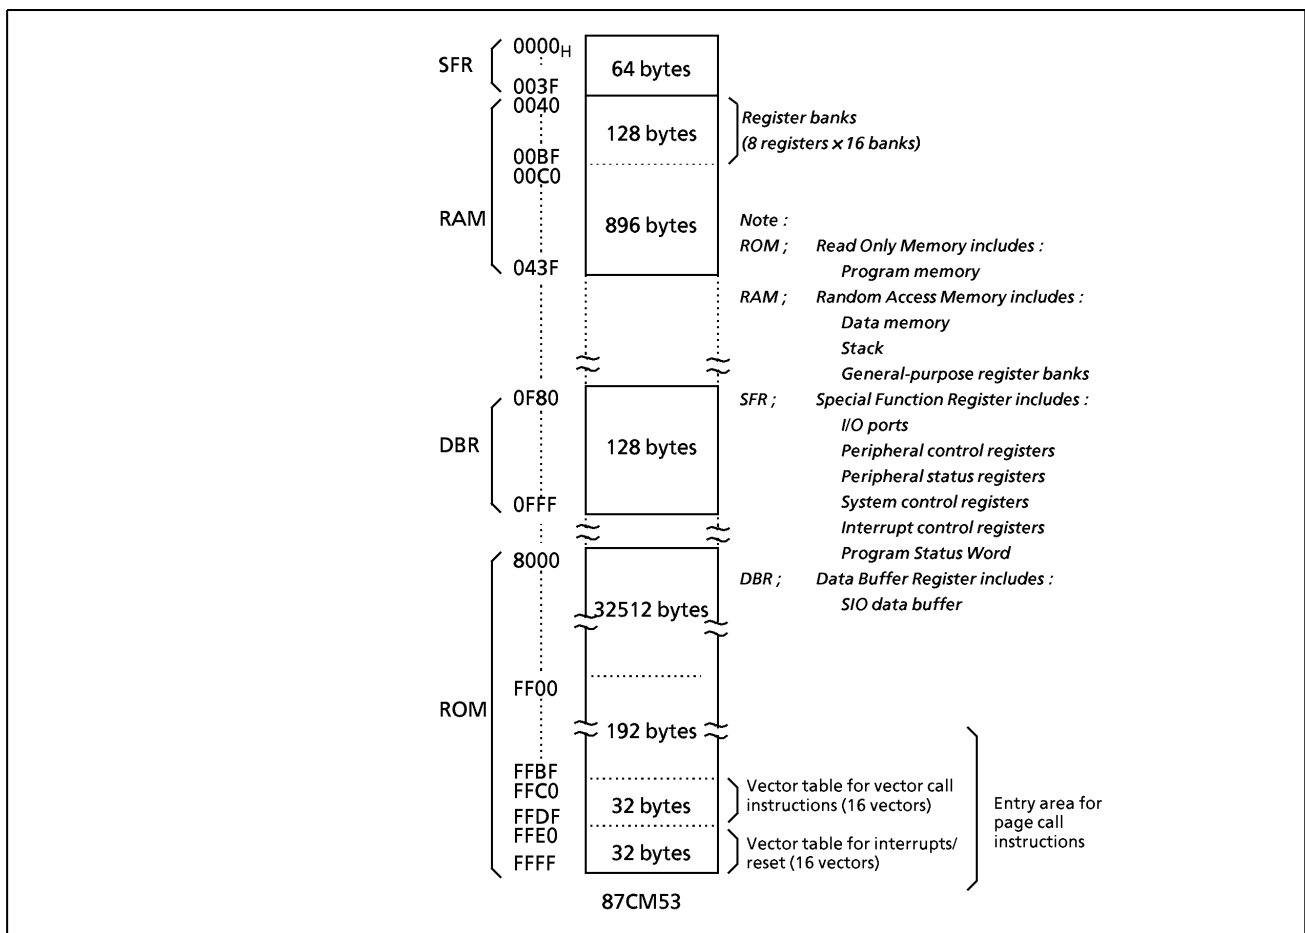 SFR
0000H
003F
64 bytes
RAM
0040
00BF
00C0
043F
128 bytes
896 bytes
Register banks
(8 registers × 16 banks)
Note :
ROM ; Read Only Memory includes :
Program memory
RAM ; Random Access Memory includes :
Data memory
Stack
General-purpose register banks
SFR ; Special Function Register includes :
I/O ports
Peripheral control registers
Peripheral status registers
System control registers
Interrupt control registers
Program Status Word
DBR ; Data Buffer Register includes :
SIO data buffer
DBR
0F80
0FFF
128 bytes
ROM
8000
FF00
FFBF
FFC0
FFDF
FFE0
FFFF
32512 bytes
192 bytes
32 bytes
32 bytes
Vector table for vector call
instructions (16 vectors)
Vector table for interrupts/
reset (16 vectors)
Entry area for
page call
instructions
87CM53